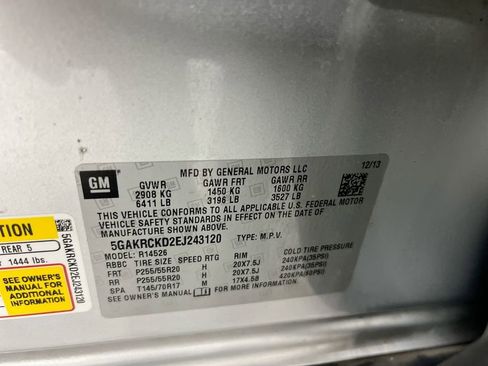 MFD BY GENERAL MOTORS LLC 12/13
GM
GVWR GAWR FRT GAWR RR
2908 KG 1450 KG 1600 KG
6411 LB 3196 LB 3527 LB
THIS VEHICLE CONFORMS TO ALL APPLICABLE U.S. FEDERAL MOTOR
VEHICLE SAFETY STANDARDS IN EFFECT ON THE DATE OF
MANUFACTURE SHOWN ABOVE.
5GAKRCKD2EJ243120 TYPE: M.P.V.
MODEL: R14526
RBBC TIRE SIZE SPEED RTG RIM COLD TIRE PRESSURE
FRT P255/55R20 H 20X7.5J 240KPA(35PSI)
RR P255/55R20 H 20X7.5J 240KPA(35PSI)
SPA T145/70R17 M 17X4.5B 420KPA(60PSI)
SEE OWNER'S MANUAL FOR MORE INFORMATION
REAR 5
r 1444 lbs.
SEE OWNER'S
MANUAL FOR
ADDITIONAL
INFORMATION
5GAKRCKD2EJ243120